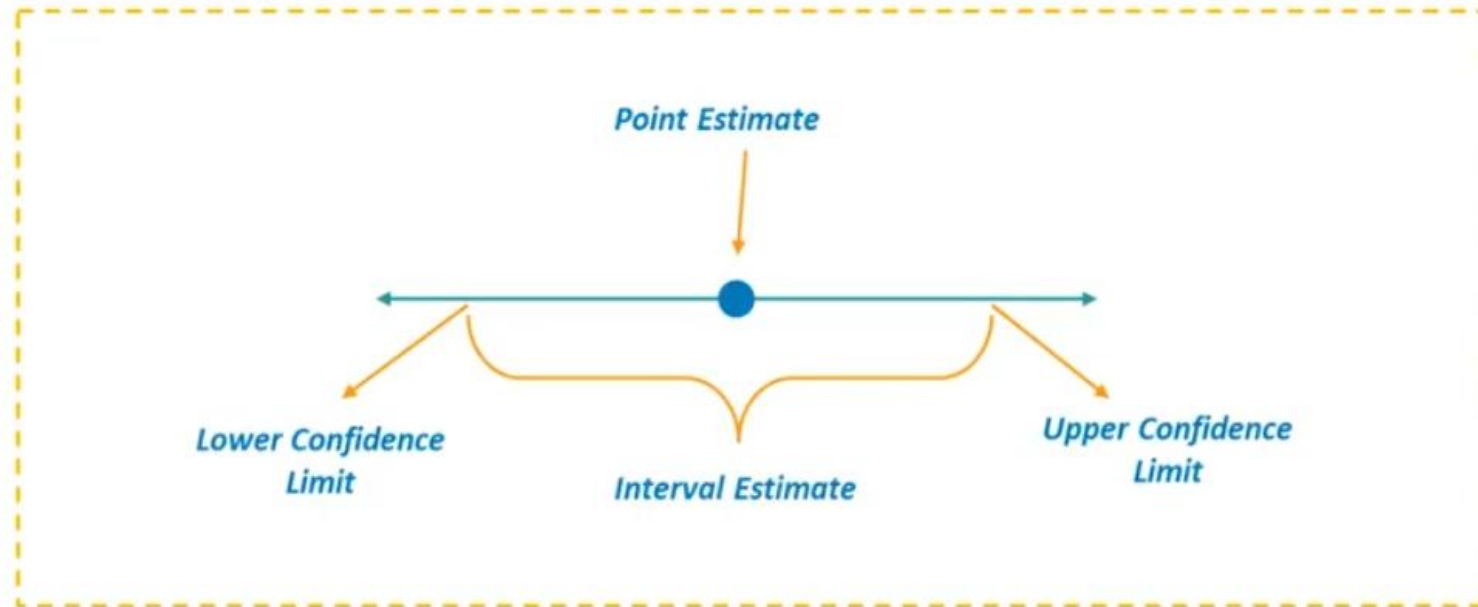 Point Estimate
Lower Confidence
Limit
Interval Estimate
Upper Confidence
Limit